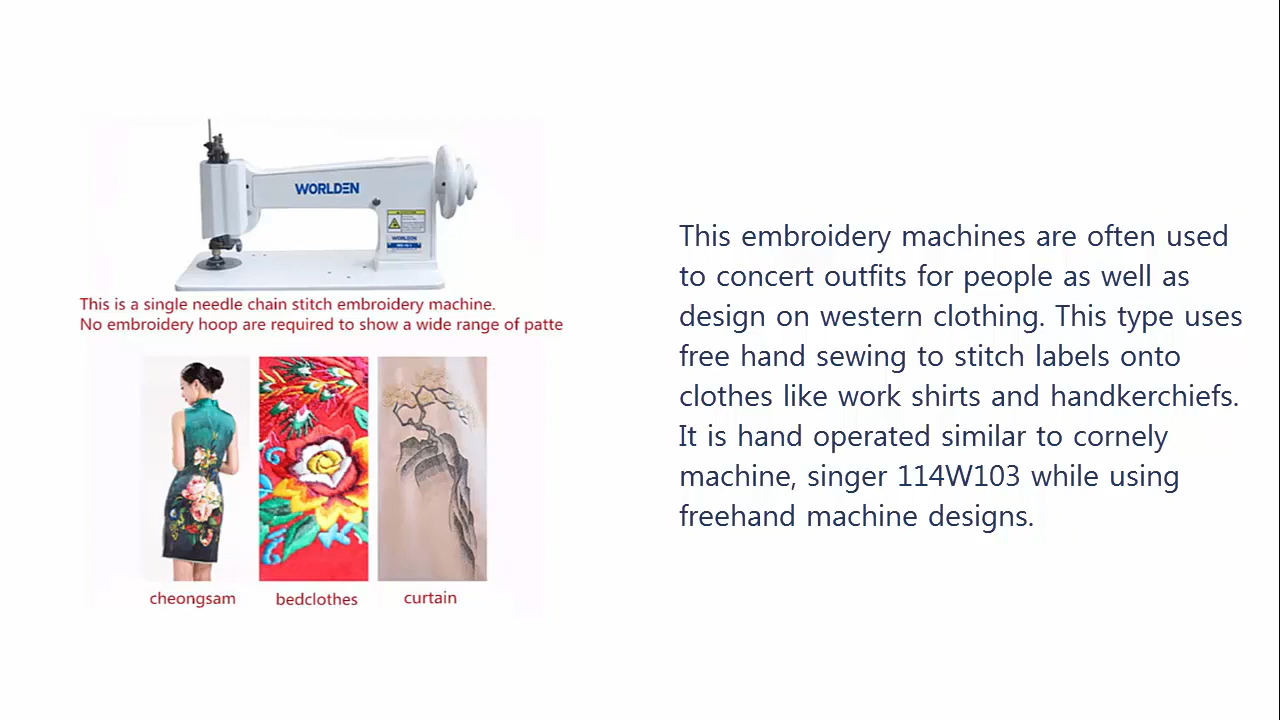 WORLDEN
WORLDEN
This is a single needle chain stitch embroidery machine.
No embroidery hoop are required to show a wide range of patte
cheongsam
bedclothes
curtain
This embroidery machines are often used
to concert outfits for people as well as
design on western clothing. This type uses
free hand sewing to stitch labels onto
clothes like work shirts and handkerchiefs.
It is hand operated similar to cornely
machine, singer 114W103 while using
freehand machine designs.